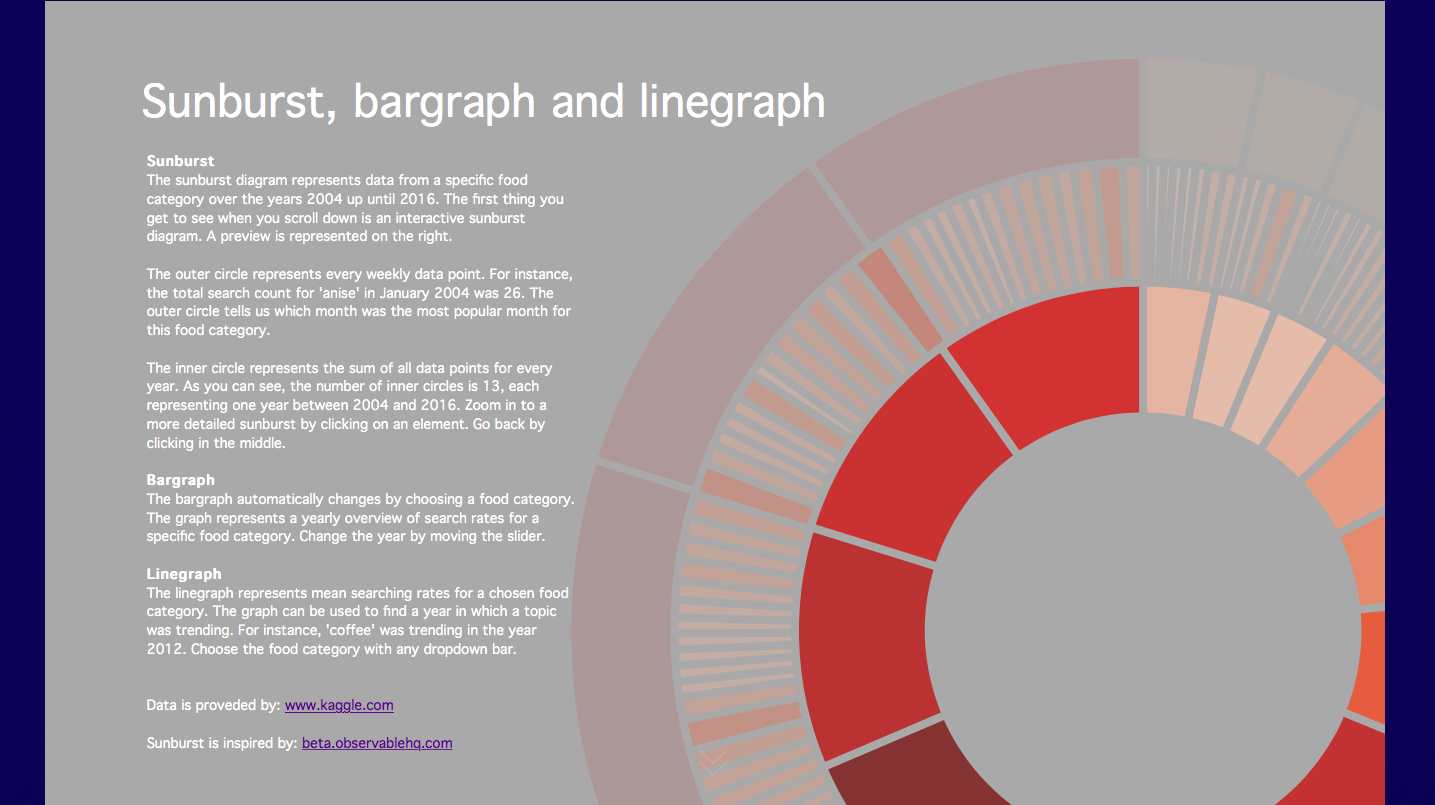 Sunburst, bargraph and linegraph
Sunburst
The sunburst diagram represents data from a specific food
category over the years 2004 up until 2016. The first thing you
get to see when you scroll down is an interactive sunburst
diagram. A preview is represented on the right.
The outer circle represents every weekly data point. For instance,
the total search count for 'anise' in January 2004 was 26. The
outer circle tells us which month was the most popular month for
this food category.
The inner circle represents the sum of all data points for every
year. As you can see, the number of inner circles is 13, each
representing one year between 2004 and 2016. Zoom in to a
more detailed sunburst by clicking on an element. Go back by
clicking in the middle.
Bargraph
The bargraph automatically changes by choosing a food category.
The graph represents a yearly overview of search rates for a
specific food category. Change the year by moving the slider.
Linegraph
The linegraph represents mean searching rates for a chosen food
category. The graph can be used to find a year in which a topic
was trending. For instance, 'coffee' was trending in the year
2012. Choose the food category with any dropdown bar.
Data is proveded by: www.kaggle.com
Sunburst is inspired by: beta.observablehq.com